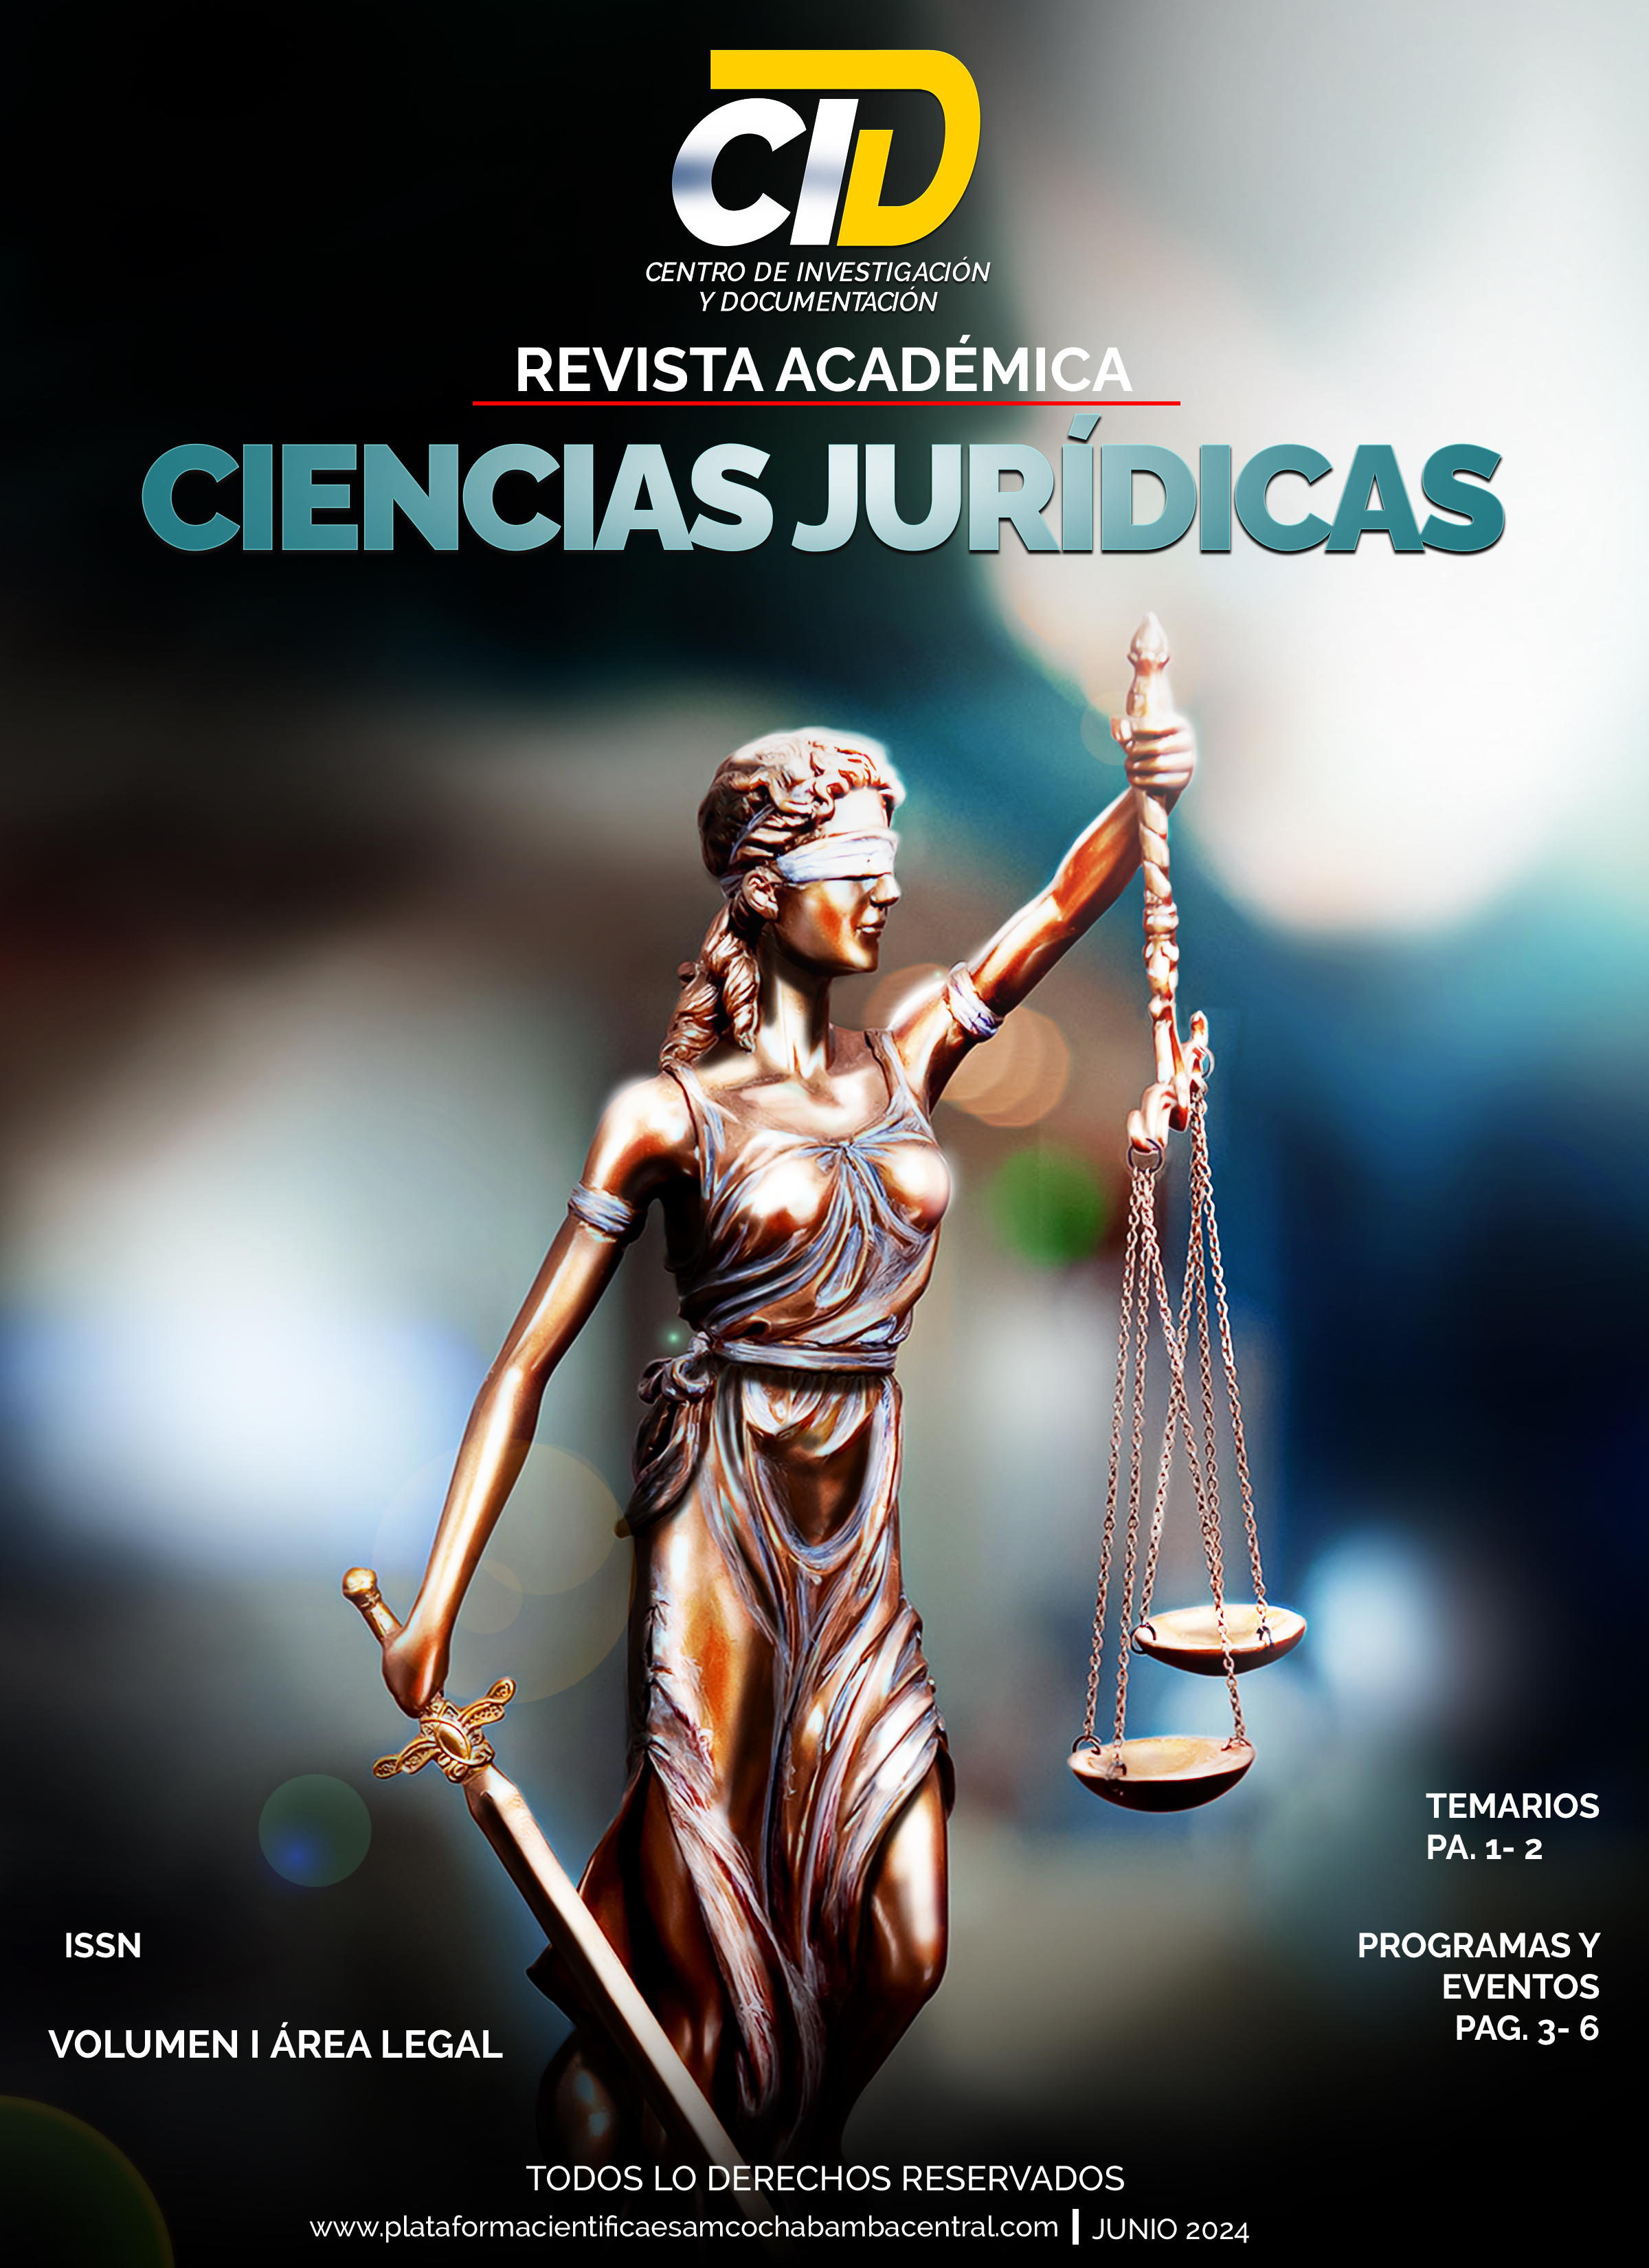 CID
CENTRO DE INVESTIGACIÓN
Y DOCUMENTACIÓN
REVISTA ACADÉMICA
CIENCIAS JURÍDICAS
TEMARIOS
PA. 1- 2
ISSN
PROGRAMAS Y
EVENTOS
PAG. 3- 6
VOLUMEN I ÁREA LEGAL
TODOS LO DERECHOS RESERVADOS
www.plataformacientificaesamcochabambacentral.com | JUNIO 2024